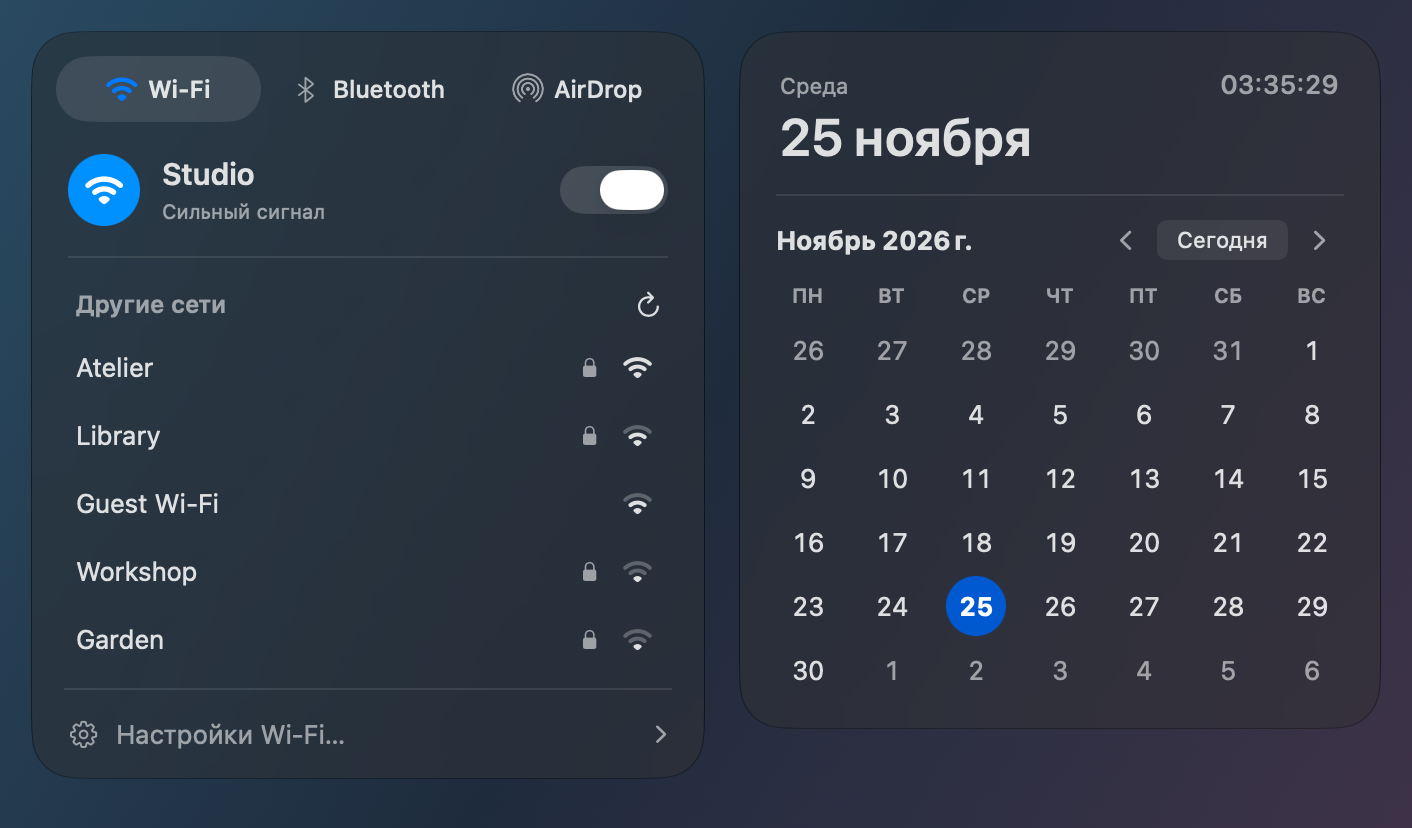 Wi-Fi Bluetooth AirDrop
Studio
Сильный сигнал
Другие сети
Atelier
Library
Guest Wi-Fi
Workshop
Garden
Настройки Wi-Fi...
Среда
03:35:29
25 ноября
Ноябрь 2026 г.
Сегодня
ПН ВТ СР ЧТ ПТ СБ ВС
26 27 28 29 30 31 1
2 3 4 5 6 7 8
9 10 11 12 13 14 15
16 17 18 19 20 21 22
23 24 25 26 27 28 29
30 1 2 3 4 5 6